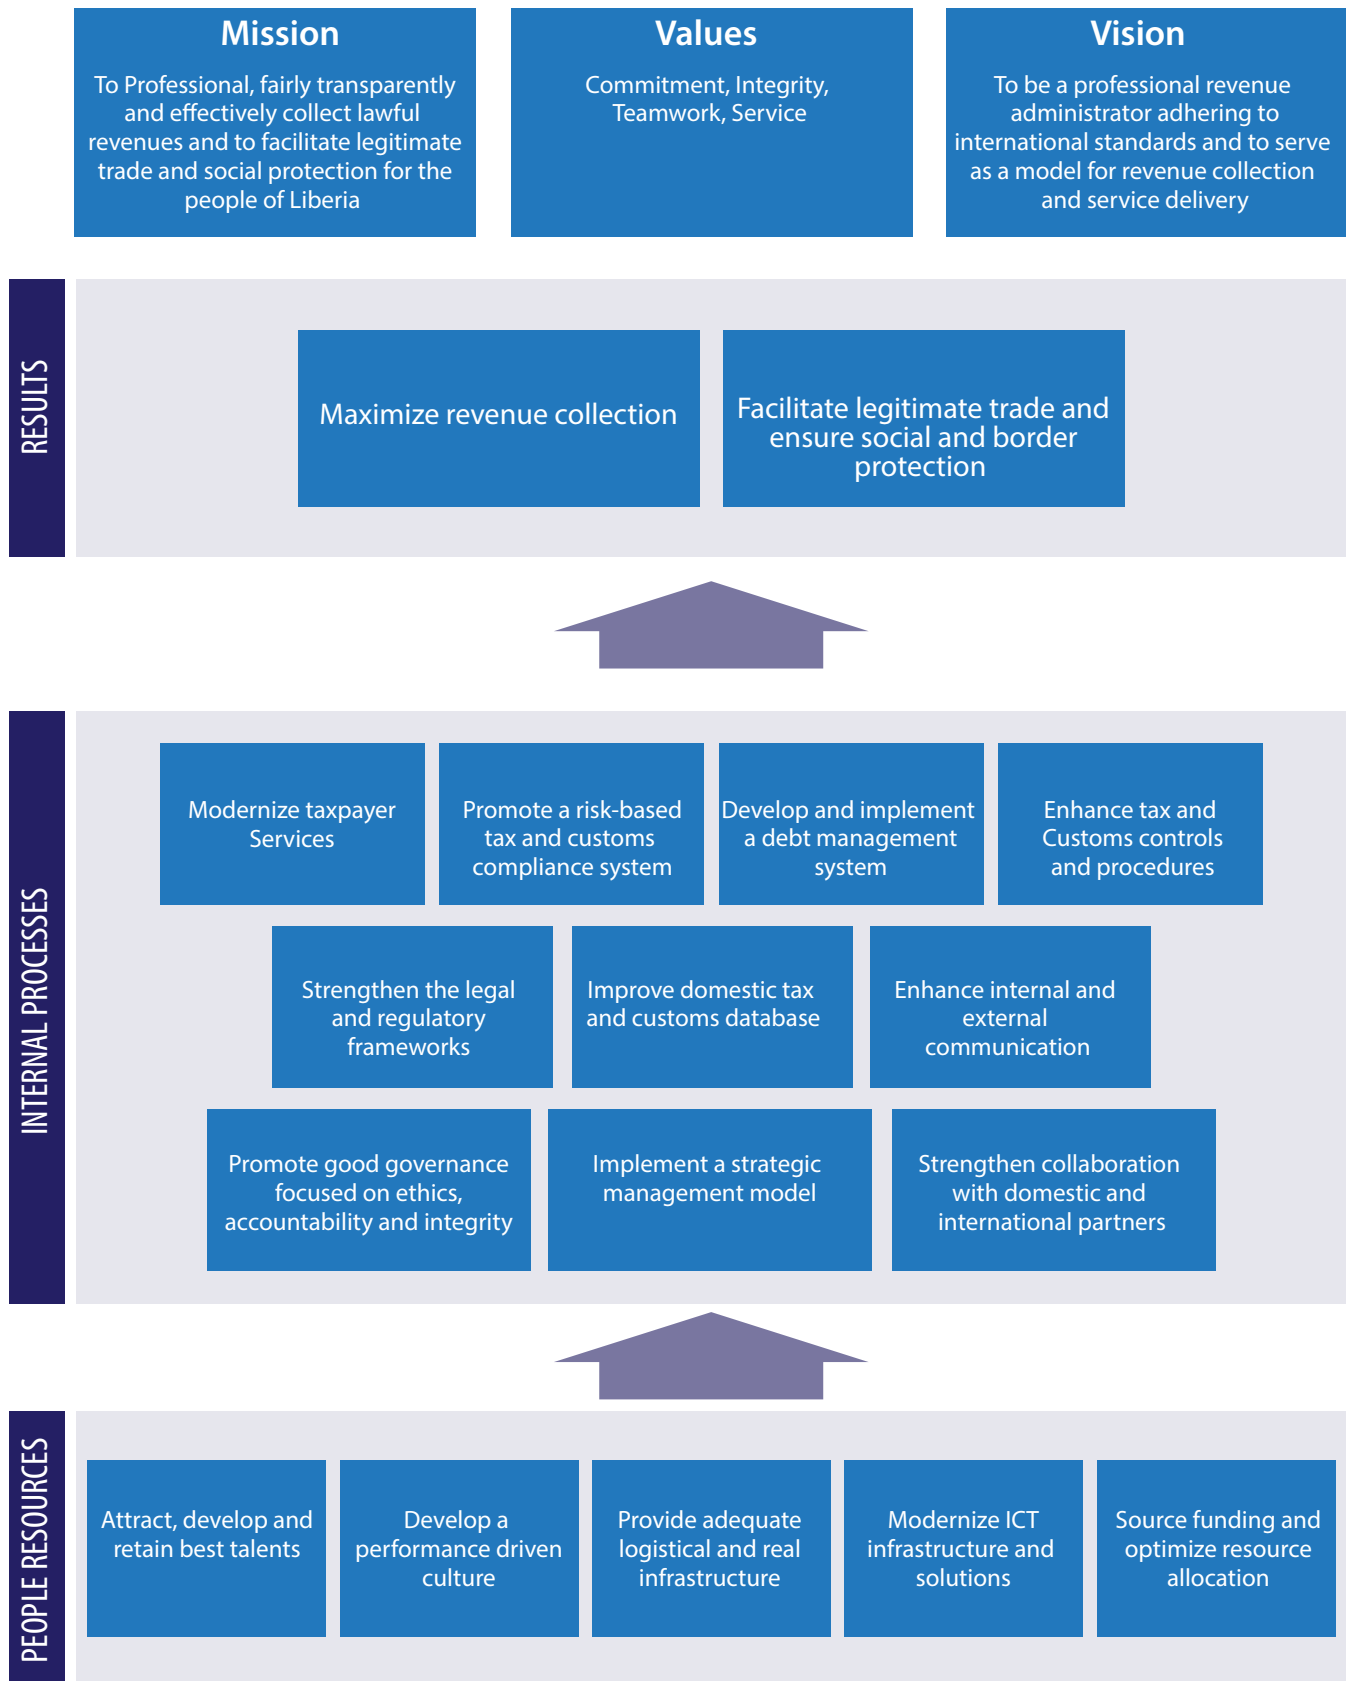 Mission
To Professional, fairly transparently
and effectively collect lawful
revenues and to facilitate legitimate
trade and social protection for the
people of Liberia
Values
Commitment, Integrity,
Teamwork, Service
Vision
To be a professional revenue
administrator adhering to
international standards and to serve
as a model for revenue collection
and service delivery
RESULTS
Maximize revenue collection
Facilitate legitimate trade and
ensure social and border
protection
INTERNAL PROCESSES
Modernize taxpayer
Services
Promote a risk-based
tax and customs
compliance system
Develop and implement
a debt management
system
Enhance tax and
Customs controls
and procedures
Strengthen the legal
and regulatory
frameworks
Improve domestic tax
and customs database
Enhance internal and
external
communication
Promote good governance
focused on ethics,
accountability and integrity
Implement a strategic
management model
Strengthen collaboration
with domestic and
international partners
PEOPLE RESOURCES
Attract, develop and
retain best talents
Develop a
performance driven
culture
Provide adequate
logistical and real
infrastructure
Modernize ICT
infrastructure and
solutions
Source funding and
optimize resource
allocation